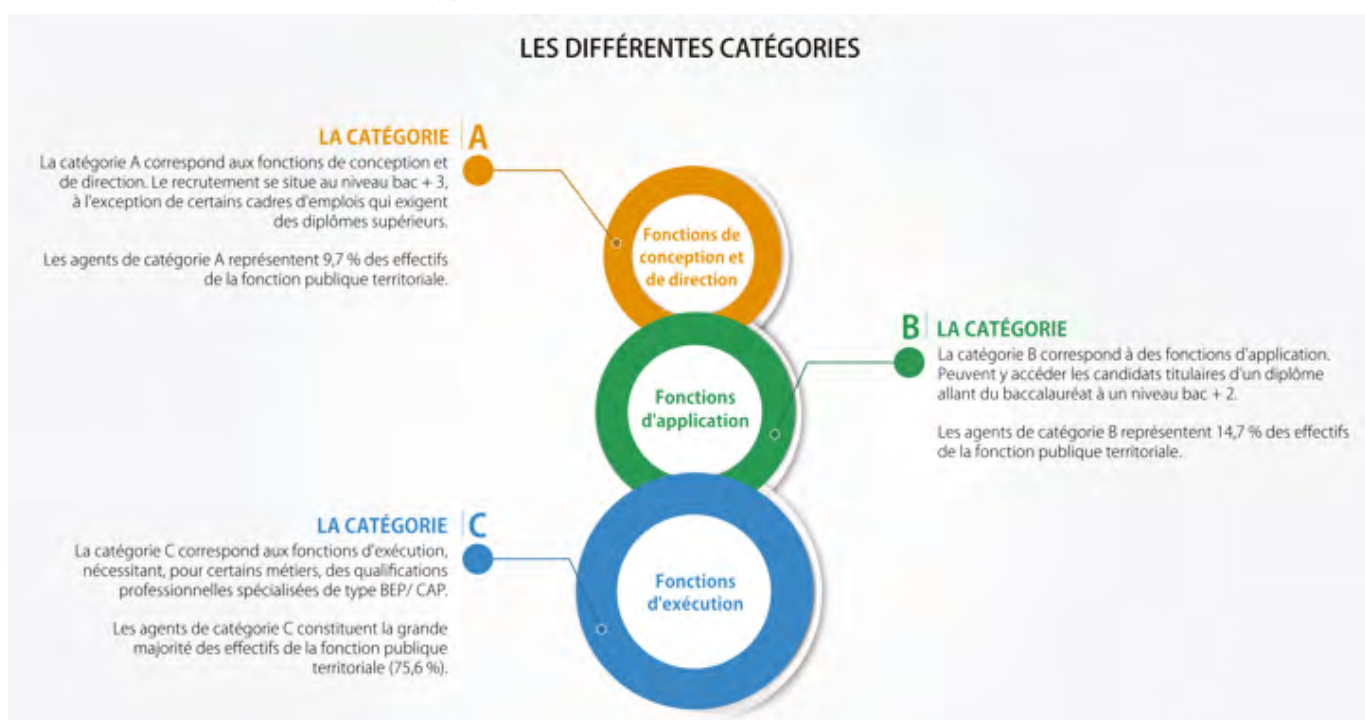 LES DIFFÉRENTES CATÉGORIES
LA CATÉGORIE A
La catégorie A correspond aux fonctions de conception et
de direction. Le recrutement se situe au niveau bac + 3,
à l'exception de certains cadres d'emplois qui exigent
des diplômes supérieurs.
Les agents de catégorie A représentent 9,7 % des effectifs
de la fonction publique territoriale.
Fonctions de
conception et
de direction
B LA CATÉGORIE
La catégorie B correspond à des fonctions d'application.
Peuvent y accéder les candidats titulaires d'un diplôme
allant du baccalauréat à un niveau bac + 2.
Les agents de catégorie B représentent 14,7 % des effectifs
de la fonction publique territoriale.
Fonctions
d'application
LA CATÉGORIE C
La catégorie C correspond aux fonctions d'exécution,
nécessitant, pour certains métiers, des qualifications
professionnelles spécialisées de type BEP/ CAP.
Les agents de catégorie C constituent la grande
majorité des effectifs de la fonction publique
territoriale (75,6 %).
Fonctions
d'exécution